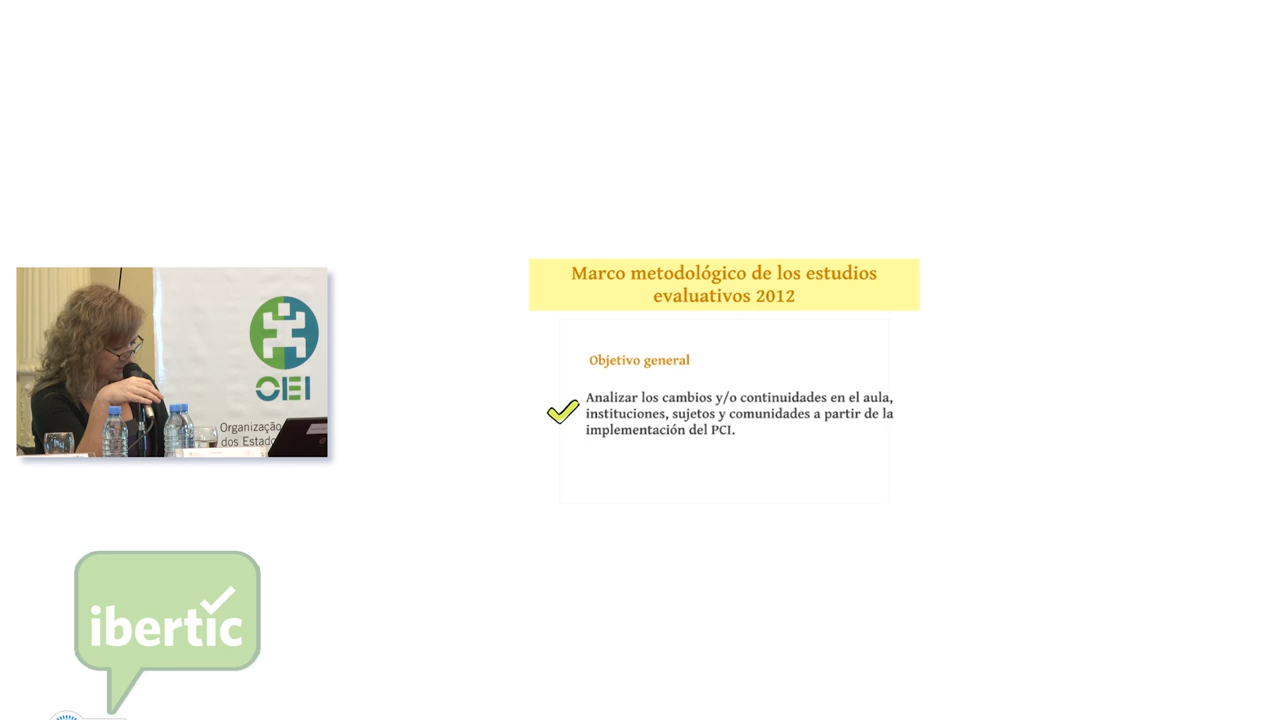 Marco metodológico de los estudios
evaluativos 2012
Objetivo general
Analizar los cambios y/o continuidades en el aula,
instituciones, sujetos y comunidades a partir de la
implementación del PCI.
OEI
Organização
dos Estado
ibertic